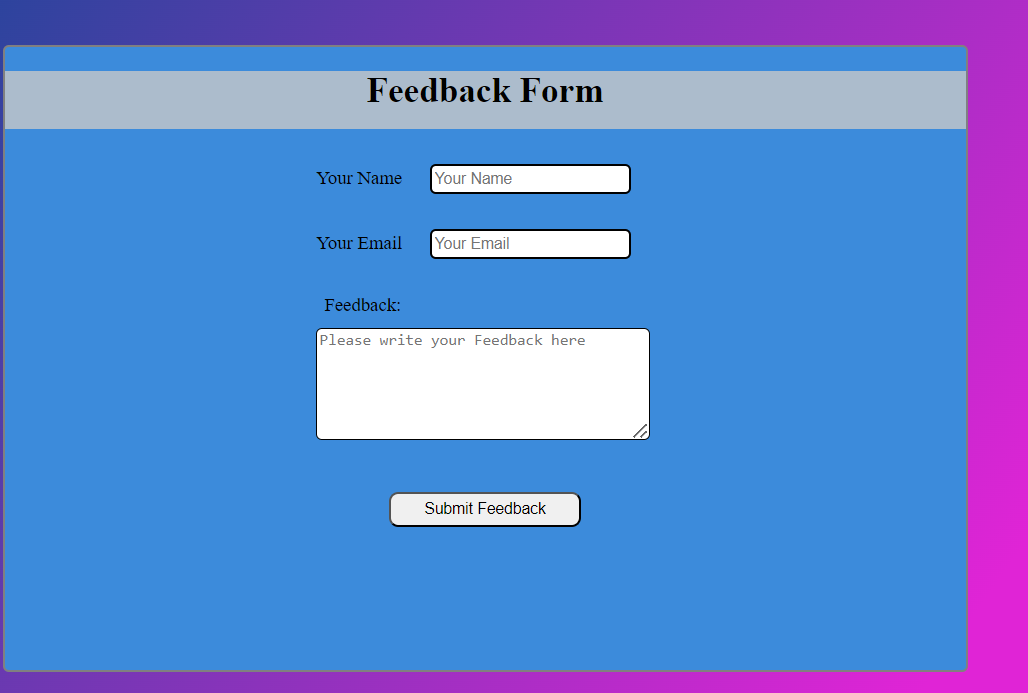 Feedback Form
Your Name Your Name
Your Email Your Email
Feedback:
Please write your Feedback here
Submit Feedback